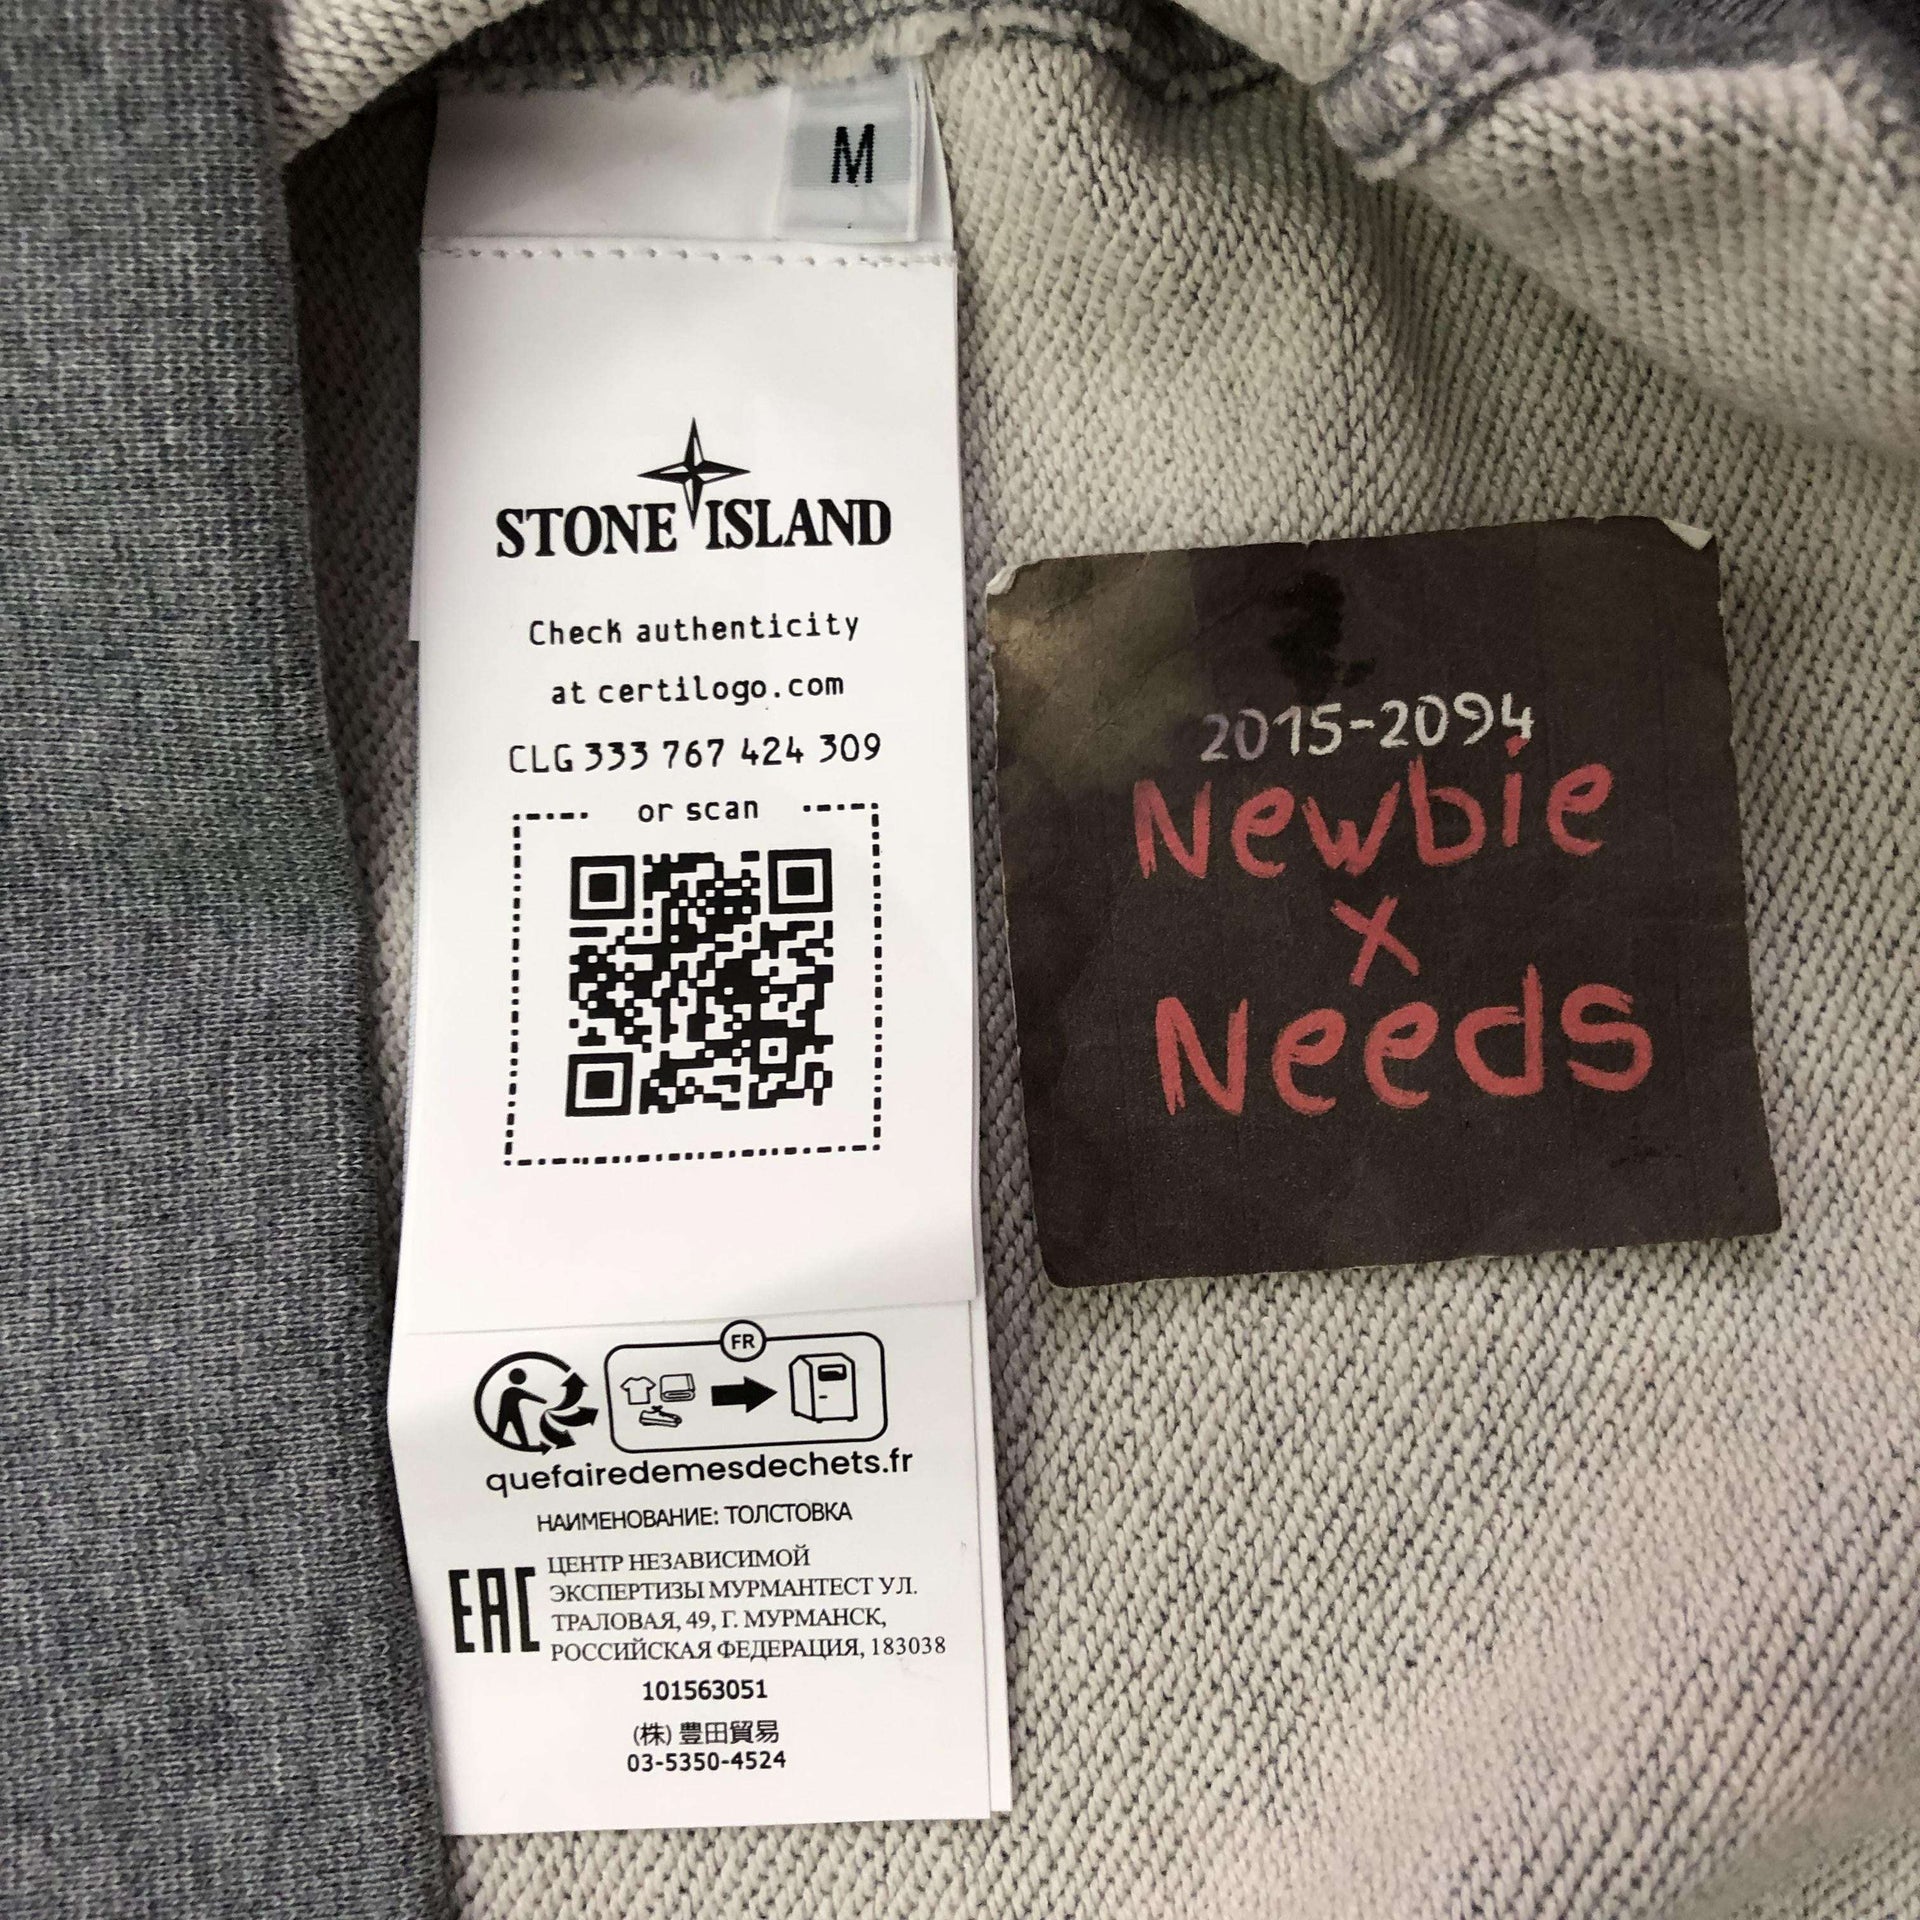 M
STONE ISLAND
Check authenticity
at certilogo.com
CLG 333 767 424 309
or scan
2015-2094
Newbie
x
Needs
FR
quefairedemesdechets.fr
НАИМЕНОВАНИЕ: ТОЛСТОВКА
EAC
ЦЕНТР НЕЗАВИСИМОЙ
ЭКСПЕРТИЗЫ МУРМАНТЕСТ УЛ.
ТРАЛОВАЯ, 49, Г. МУРМАНСК,
РОССИЙСКАЯ ФЕДЕРАЦИЯ, 183038
101563051
(株) 豊田貿易
03-5350-4524